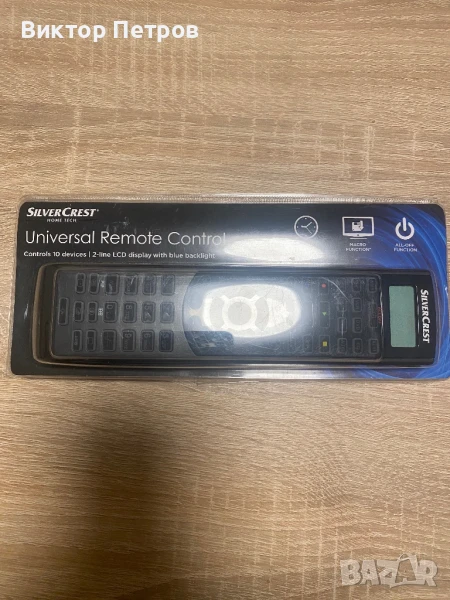 Виктор Петров
SILVERCREST®
HOME TECH
Universal Remote Control
Controls 10 devices | 2-line LCD display with blue backlight
MACRO
FUNCTION*
ALL-OFF
FUNCTION
SILVERCREST
BAZAR